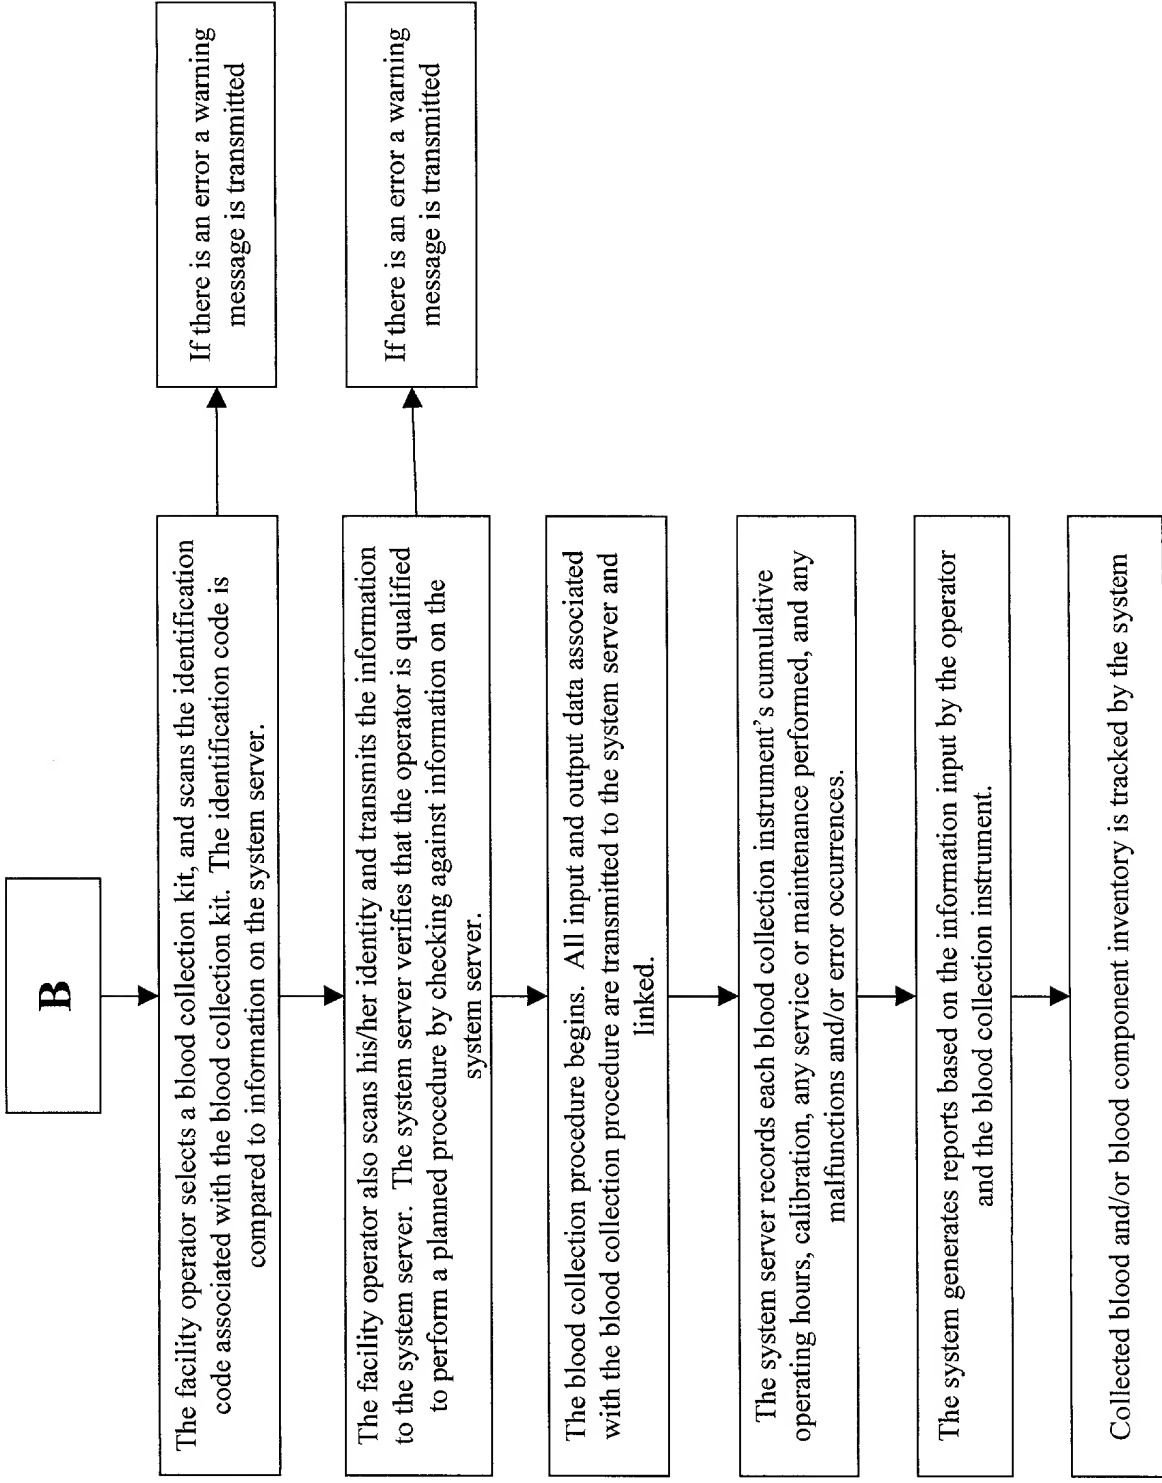 B
The facility operator selects a blood collection kit, and scans the identification
code associated with the blood collection kit.  The identification code is
compared to information on the system server.
If there is an error a warning
message is transmitted
The facility operator also scans his/her identity and transmits the information
to the system server.  The system server verifies that the operator is qualified
to perform a planned procedure by checking against information on the
system server.
If there is an error a warning
message is transmitted
The blood collection procedure begins.  All input and output data associated
with the blood collection procedure are transmitted to the system server and
linked.
The system server records each blood collection instrument's cumulative
operating hours, calibration, any service or maintenance performed, and any
malfunctions and/or error occurrences.
The system generates reports based on the information input by the operator
and the blood collection instrument.
Collected blood and/or blood component inventory is tracked by the system